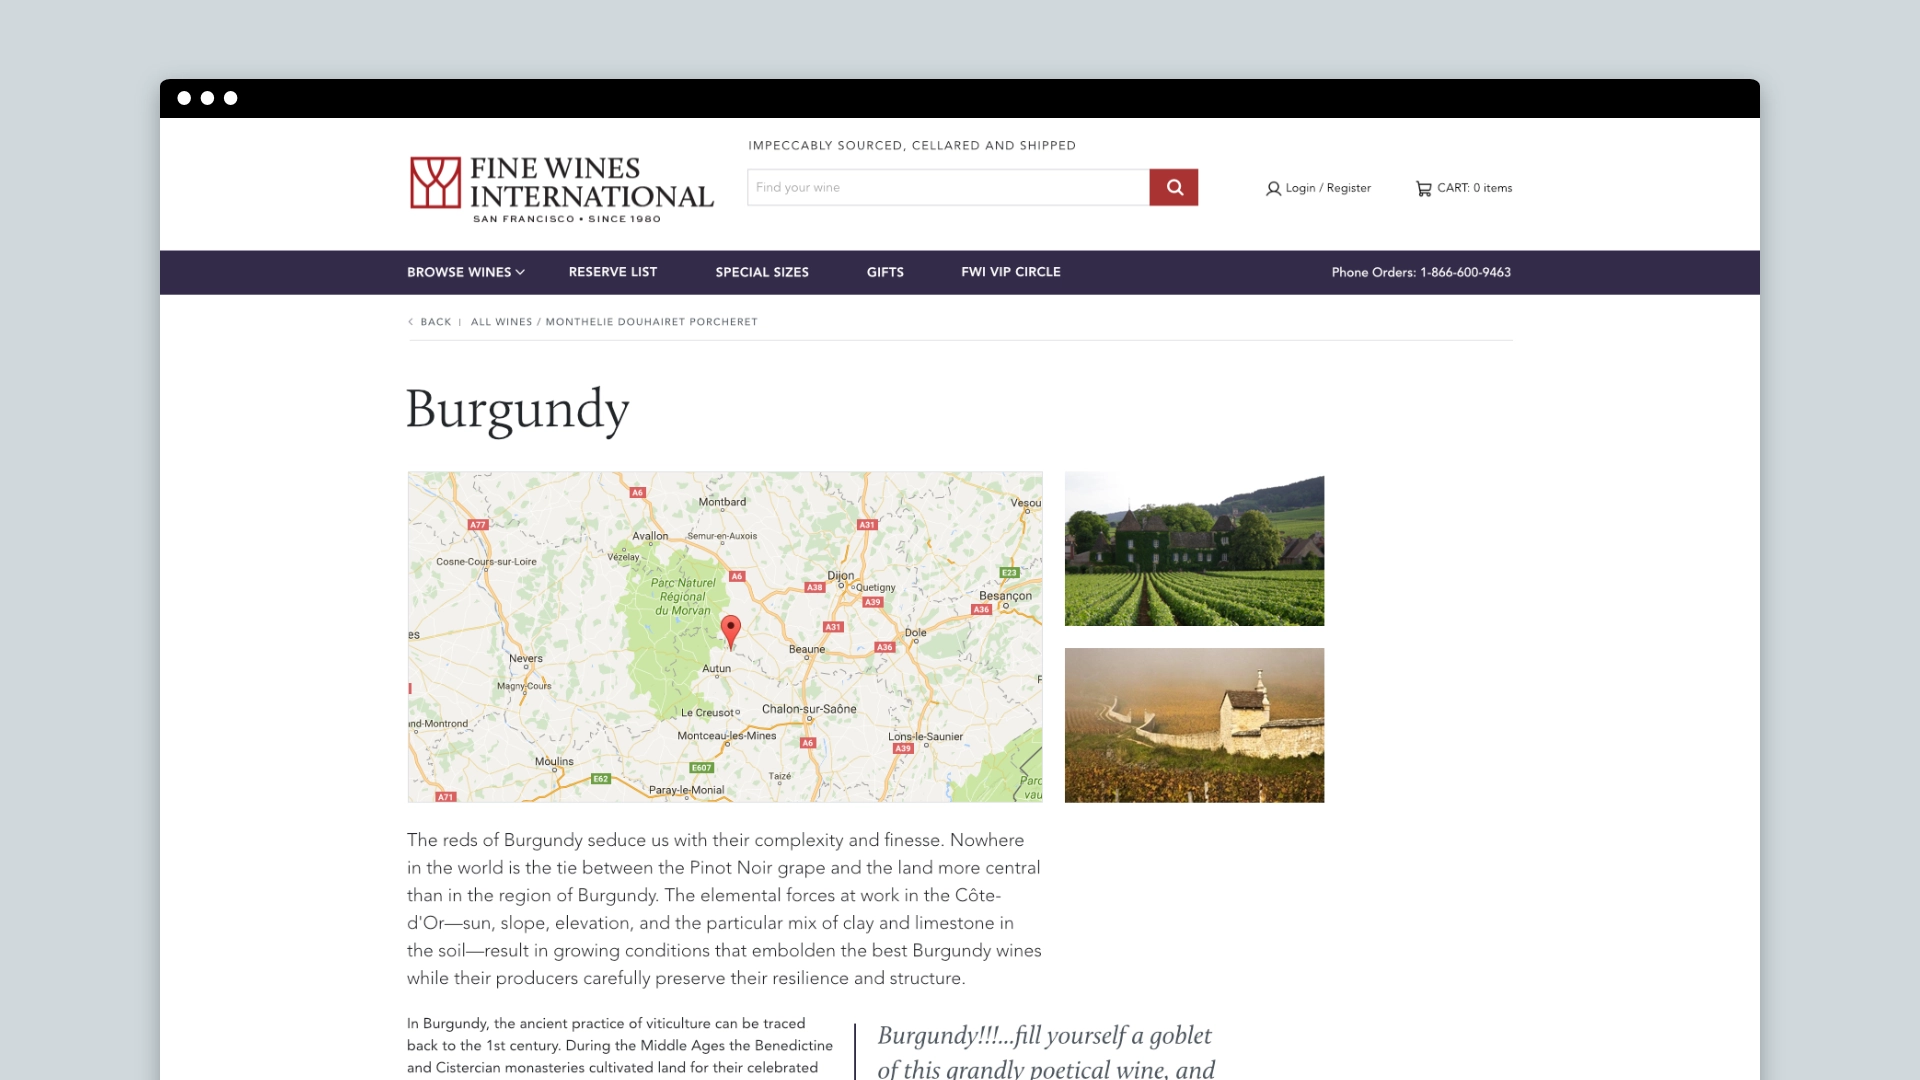 IMPECCABLY SOURCED, CELLARED AND SHIPPED
FINE WINES
INTERNATIONAL
SAN FRANCISCO • SINCE 1980
Find your wine
Login / Register
CART: 0 items
BROWSE WINES
RESERVE LIST
SPECIAL SIZES
GIFTS
FWI VIP CIRCLE
Phone Orders: 1-866-600-9463
< BACK | ALL WINES / MONTHELIE DOUHAIRET PORCHERET
Burgundy
A6
Montbard
Vesou
A77
A31
Avallon
Semur-en-Auxois
Vézelay
Cosne-Cours-sur-Loire
Parc Naturel
Régional
du Morvan
A6
Dijon
Quetigny
A38
A39
E23
Besançon
A36
es
A31
Dole
Beaune
A36
Nevers
Autun
Magny-Cours
Le Creusot
Chalon-sur-Saône
nd-Montrond
Montceau-les-Mines
A6
Lons-le-Saunier
A39
Moulins
E607
E62
Taizé
Paray-le-Monial
A71
Parc
vau
The reds of Burgundy seduce us with their complexity and finesse. Nowhere
in the world is the tie between the Pinot Noir grape and the land more central
than in the region of Burgundy. The elemental forces at work in the Côte-
d'Or—sun, slope, elevation, and the particular mix of clay and limestone in
the soil—result in growing conditions that embolden the best Burgundy wines
while their producers carefully preserve their resilience and structure.
In Burgundy, the ancient practice of viticulture can be traced
back to the 1st century. During the Middle Ages the Benedictine
and Cistercian monasteries cultivated land for their celebrated
Burgundy!!!...fill yourself a goblet
of this grandly poetical wine, and